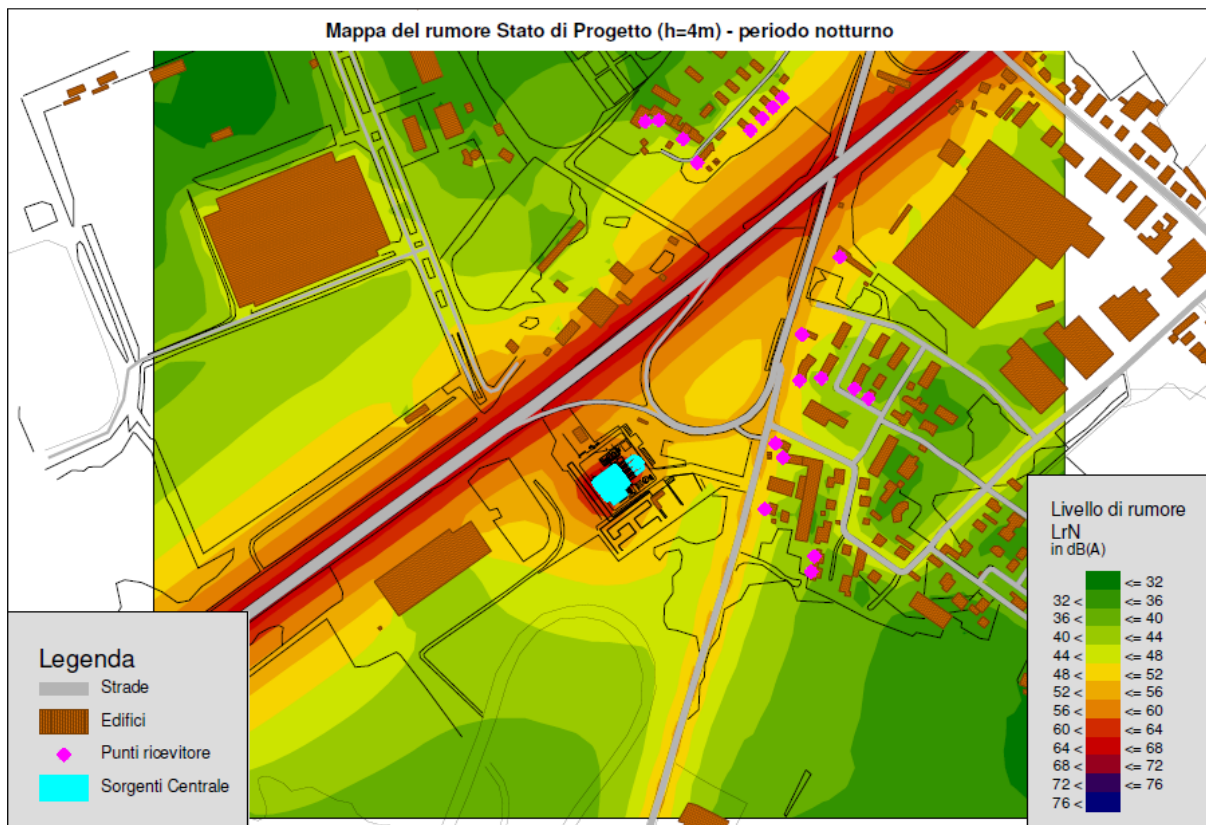 Mappa del rumore Stato di Progetto (h=4m) - periodo notturno
Legenda
Strade
Edifici
Punti ricevitore
Sorgenti Centrale
Livello di rumore
LrN
in dB(A)
<= 32
32 < <= 36
36 < <= 40
40 < <= 44
44 < <= 48
48 < <= 52
52 < <= 56
56 < <= 60
60 < <= 64
64 < <= 68
68 < <= 72
72 < <= 76
76 <